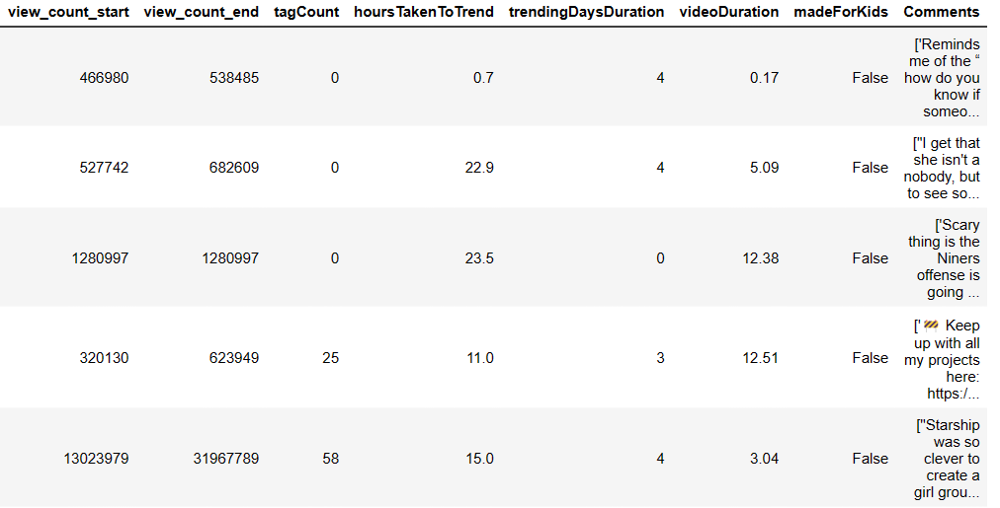 view_count_start view_count_end tagCount hoursTakenToTrend trendingDaysDuration videoDuration madeForKids Comments
['Reminds
me of the “
how do you
466980 538485 0 0.7 4 0.17 False know if
someo...
["I get that
she isn't a
527742 682609 0 22.9 4 5.09 False nobody, but
to see so...
['Scary
thing is the
1280997 1280997 0 23.5 0 12.38 False Niners
offense is
going ...
['🚧 Keep
up with all
320130 623949 25 11.0 3 12.51 False my projects
here:
https:/...
["Starship
was so
13023979 31967789 58 15.0 4 3.04 False clever to
create a
girl grou...